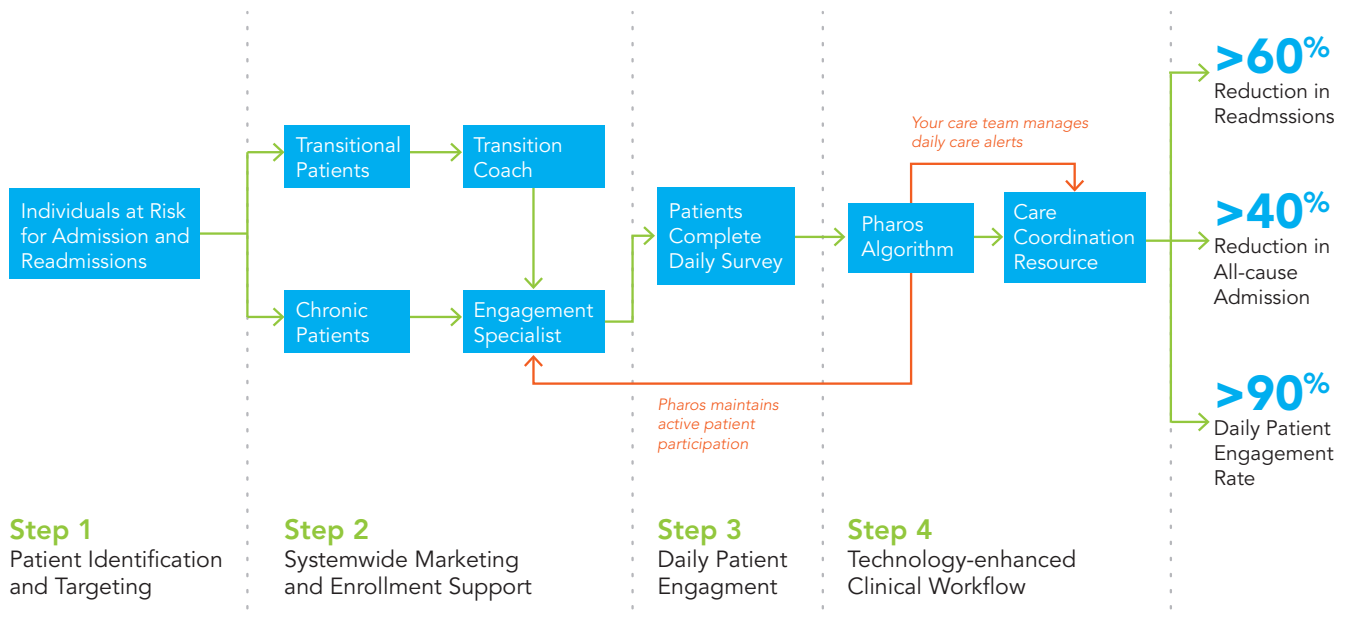 Individuals at Risk
for Admission and
Readmissions
Transitional
Patients
Transition
Coach
Chronic
Patients
Engagement
Specialist
Patients
Complete
Daily Survey
Pharos maintains
active patient
participation
Your care team manages
daily care alerts
Pharos
Algorithm
Care
Coordination
Resource
>60%
Reduction in
Readmssions
>40%
Reduction in
All-cause
Admission
>90%
Daily Patient
Engagement
Rate
Step 1
Patient Identification
and Targeting
Step 2
Systemwide Marketing
and Enrollment Support
Step 3
Daily Patient
Engagment
Step 4
Technology-enhanced
Clinical Workflow